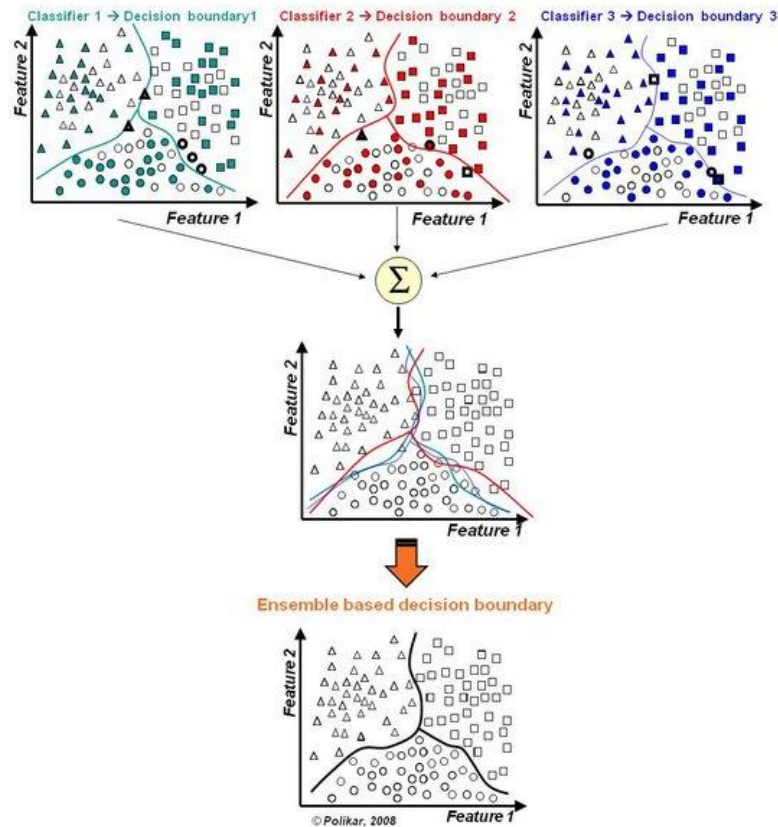 Classifier 1 → Decision boundary1
Classifier 2 → Decision boundary 2
Classifier 3 → Decision boundary 3
Feature 2
Feature 1
Feature 2
Feature 1
Feature 2
Feature 1
Σ
Feature 2
Feature 1
Ensemble based decision boundary
Feature 2
Feature 1
© Polikar, 2008